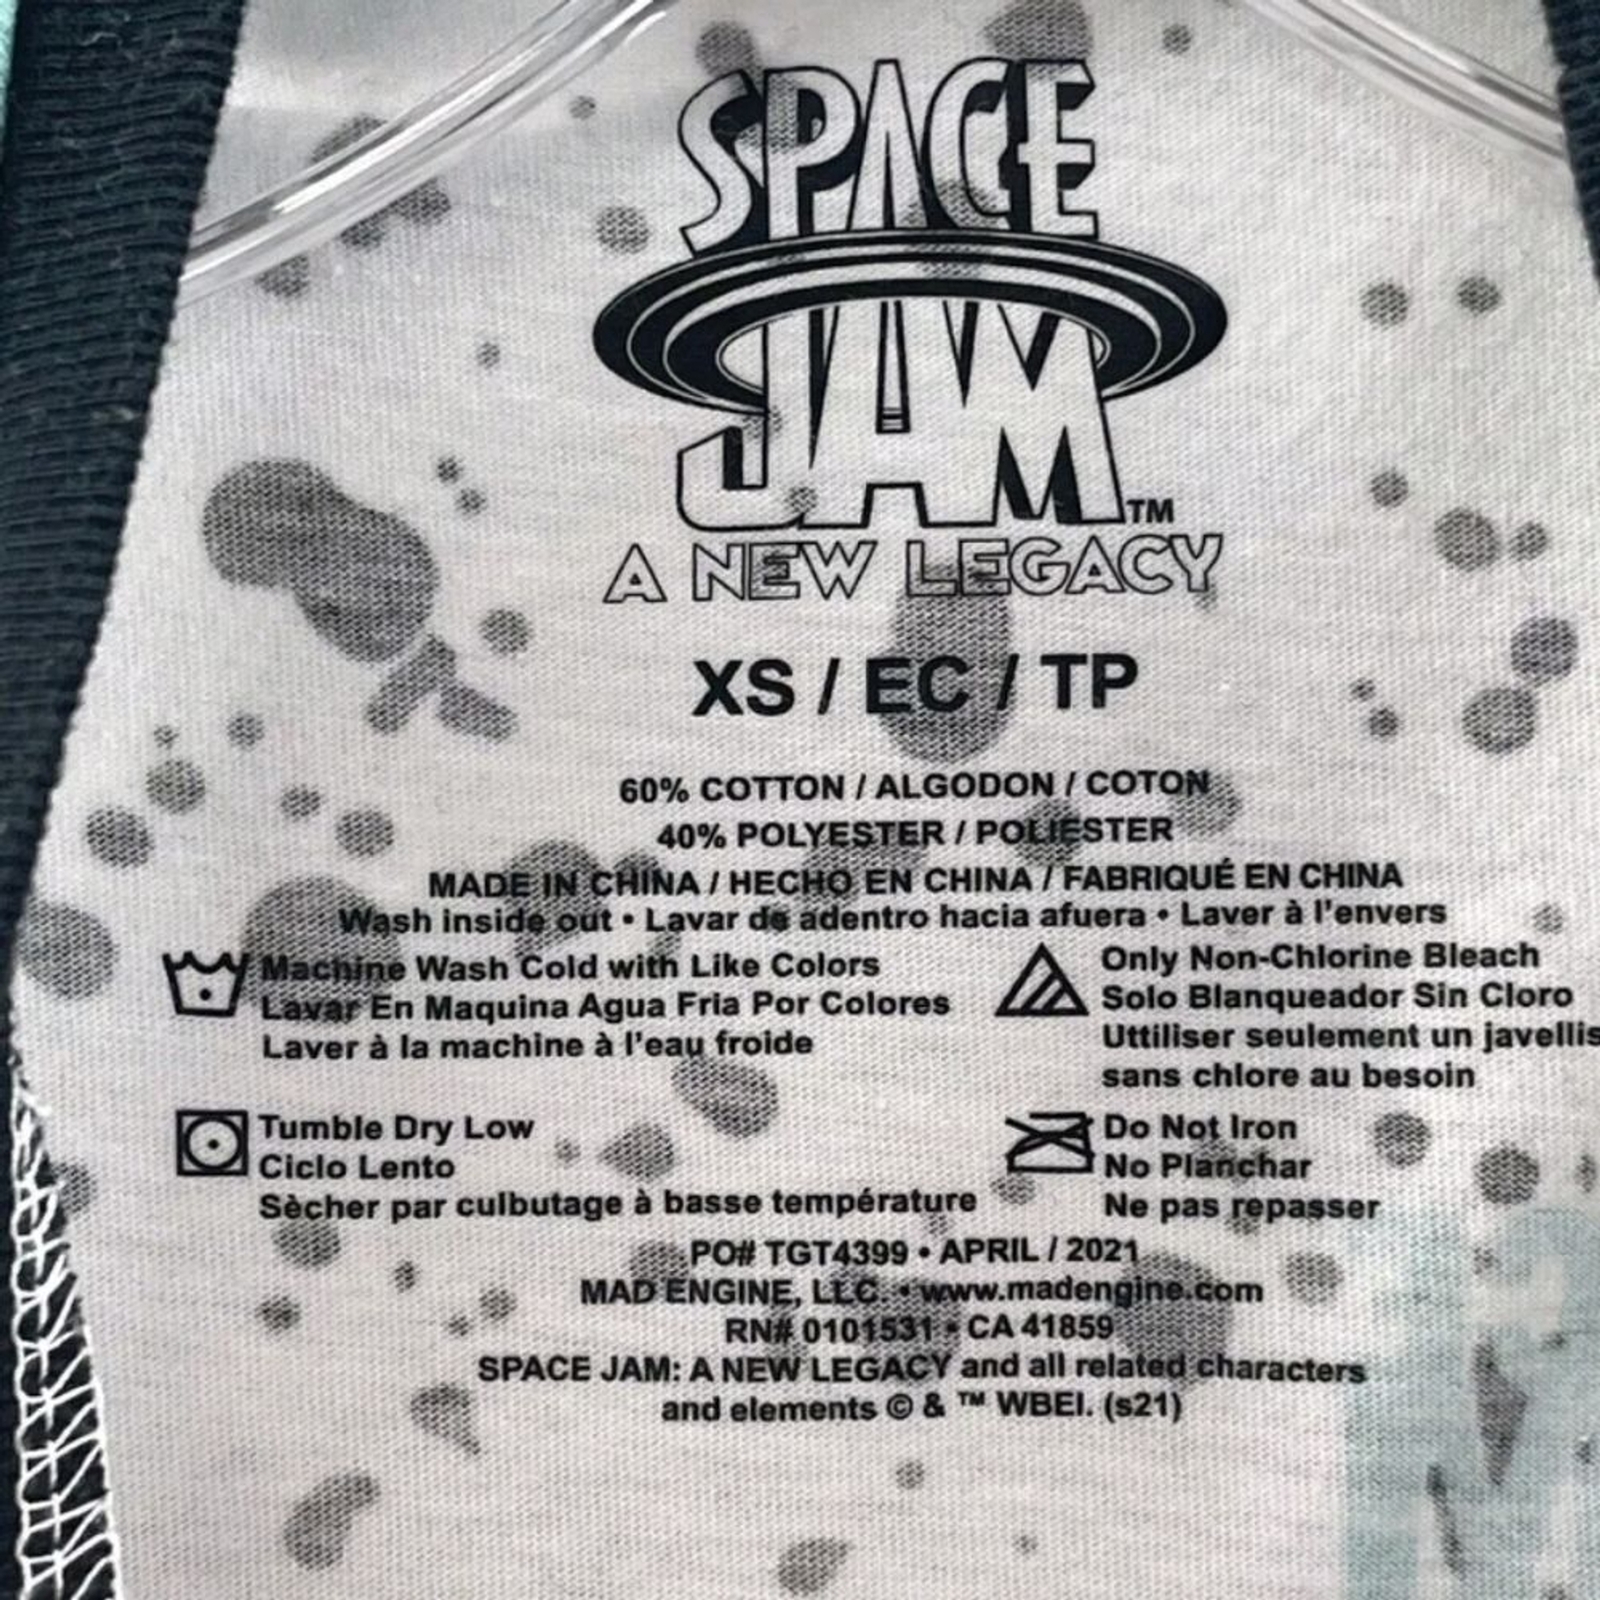 SPACE
JAM™
A NEW LEGACY
XS / EC / TP
60% COTTON / ALGODON / COTON
40% POLYESTER / POLIESTER
MADE IN CHINA / HECHO EN CHINA / FABRIQUÉ EN CHINA
Wash inside out • Lavar de adentro hacia afuera • Laver à l'envers
Machine Wash Cold with Like Colors
Lavar En Maquina Agua Fria Por Colores
Laver à la machine à l'eau froide
Only Non-Chlorine Bleach
Solo Blanqueador Sin Cloro
Uttiliser seulement un javellis
sans chlore au besoin
Tumble Dry Low
Ciclo Lento
Sècher par culbutage à basse température
Do Not Iron
No Planchar
Ne pas repasser
PO# TGT4399 • APRIL / 2021
MAD ENGINE, LLC. • www.madengine.com
RN# 0101531 • CA 41859
SPACE JAM: A NEW LEGACY and all related characters
and elements © & ™ WBEI. (s21)